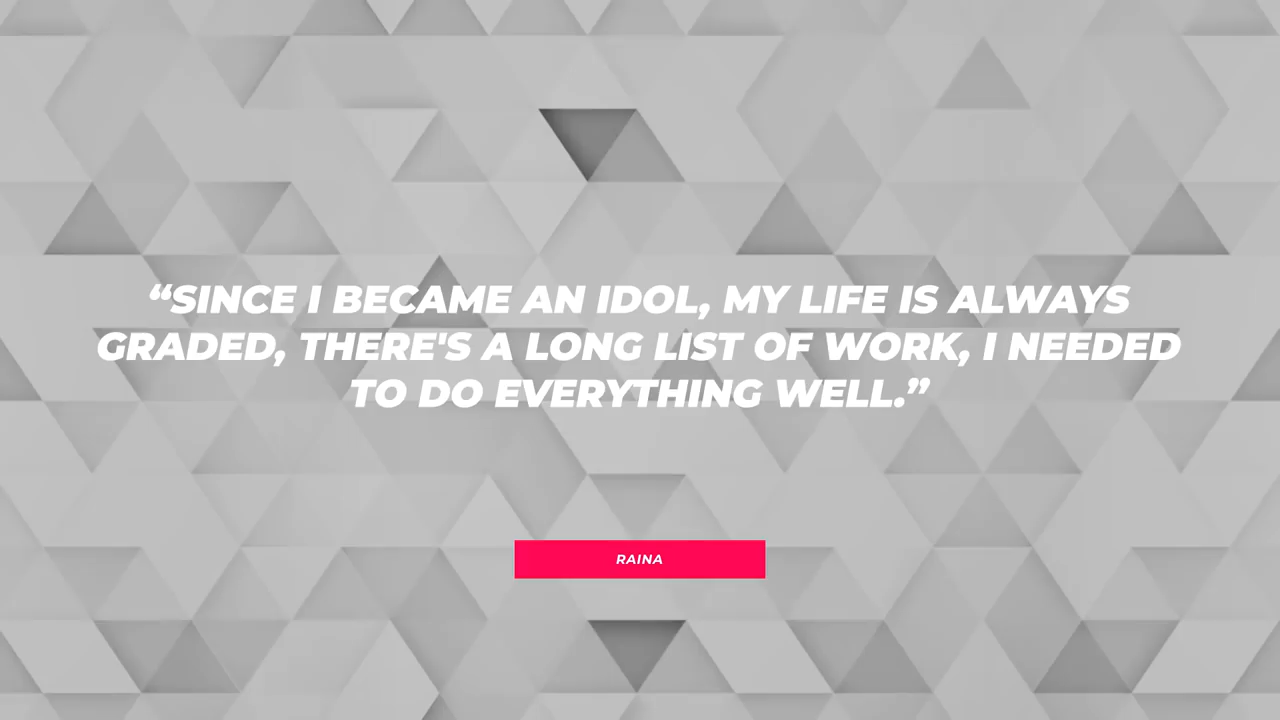 “SINCE I BECAME AN IDOL, MY LIFE IS ALWAYS
GRADED, THERE'S A LONG LIST OF WORK, I NEEDED
TO DO EVERYTHING WELL.”
RAINA